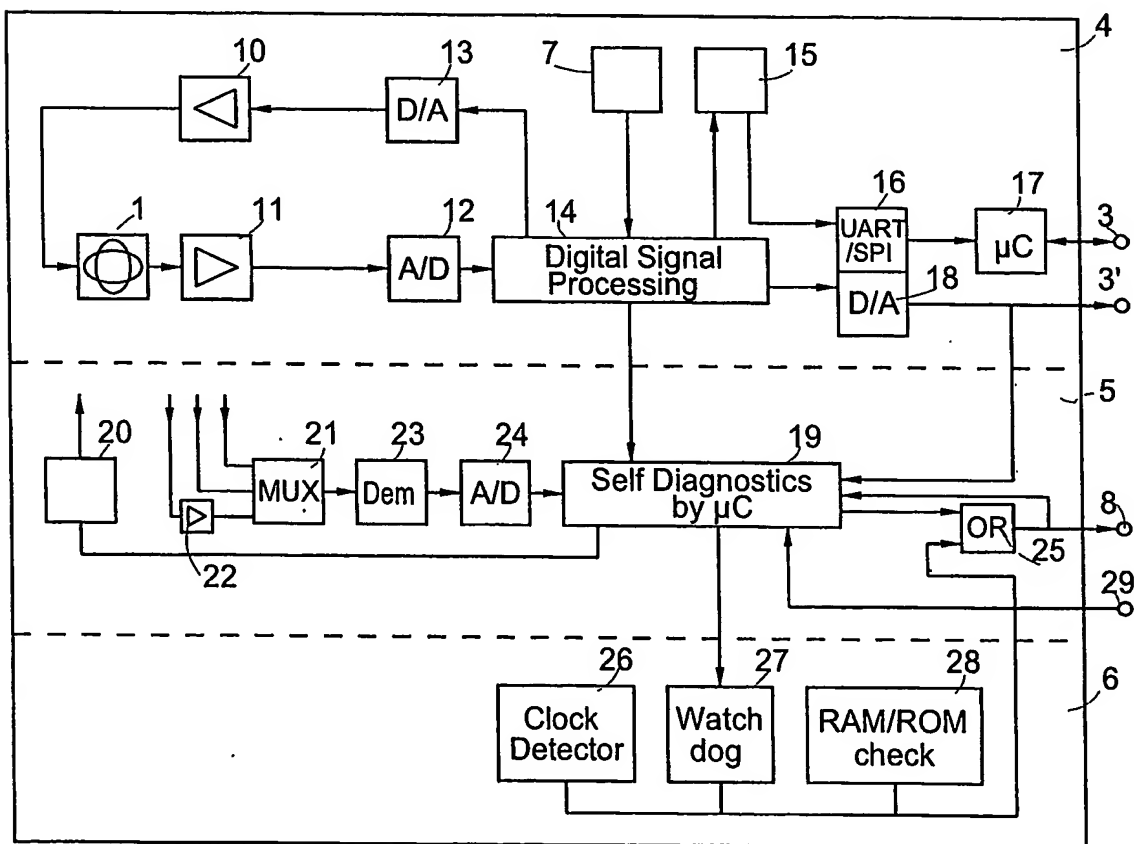 4
10
13
7
15
D/A
1
11
12
14
16
17
3
A/D
Digital Signal
Processing
UART
/SPI
µC
3'
D/A
18
5
20
21
23
24
19
MUX
Dem
A/D
Self Diagnostics
by µC
22
OR
25
8
29
26
27
28
6
Clock
Detector
Watch
dog
RAM/ROM
check